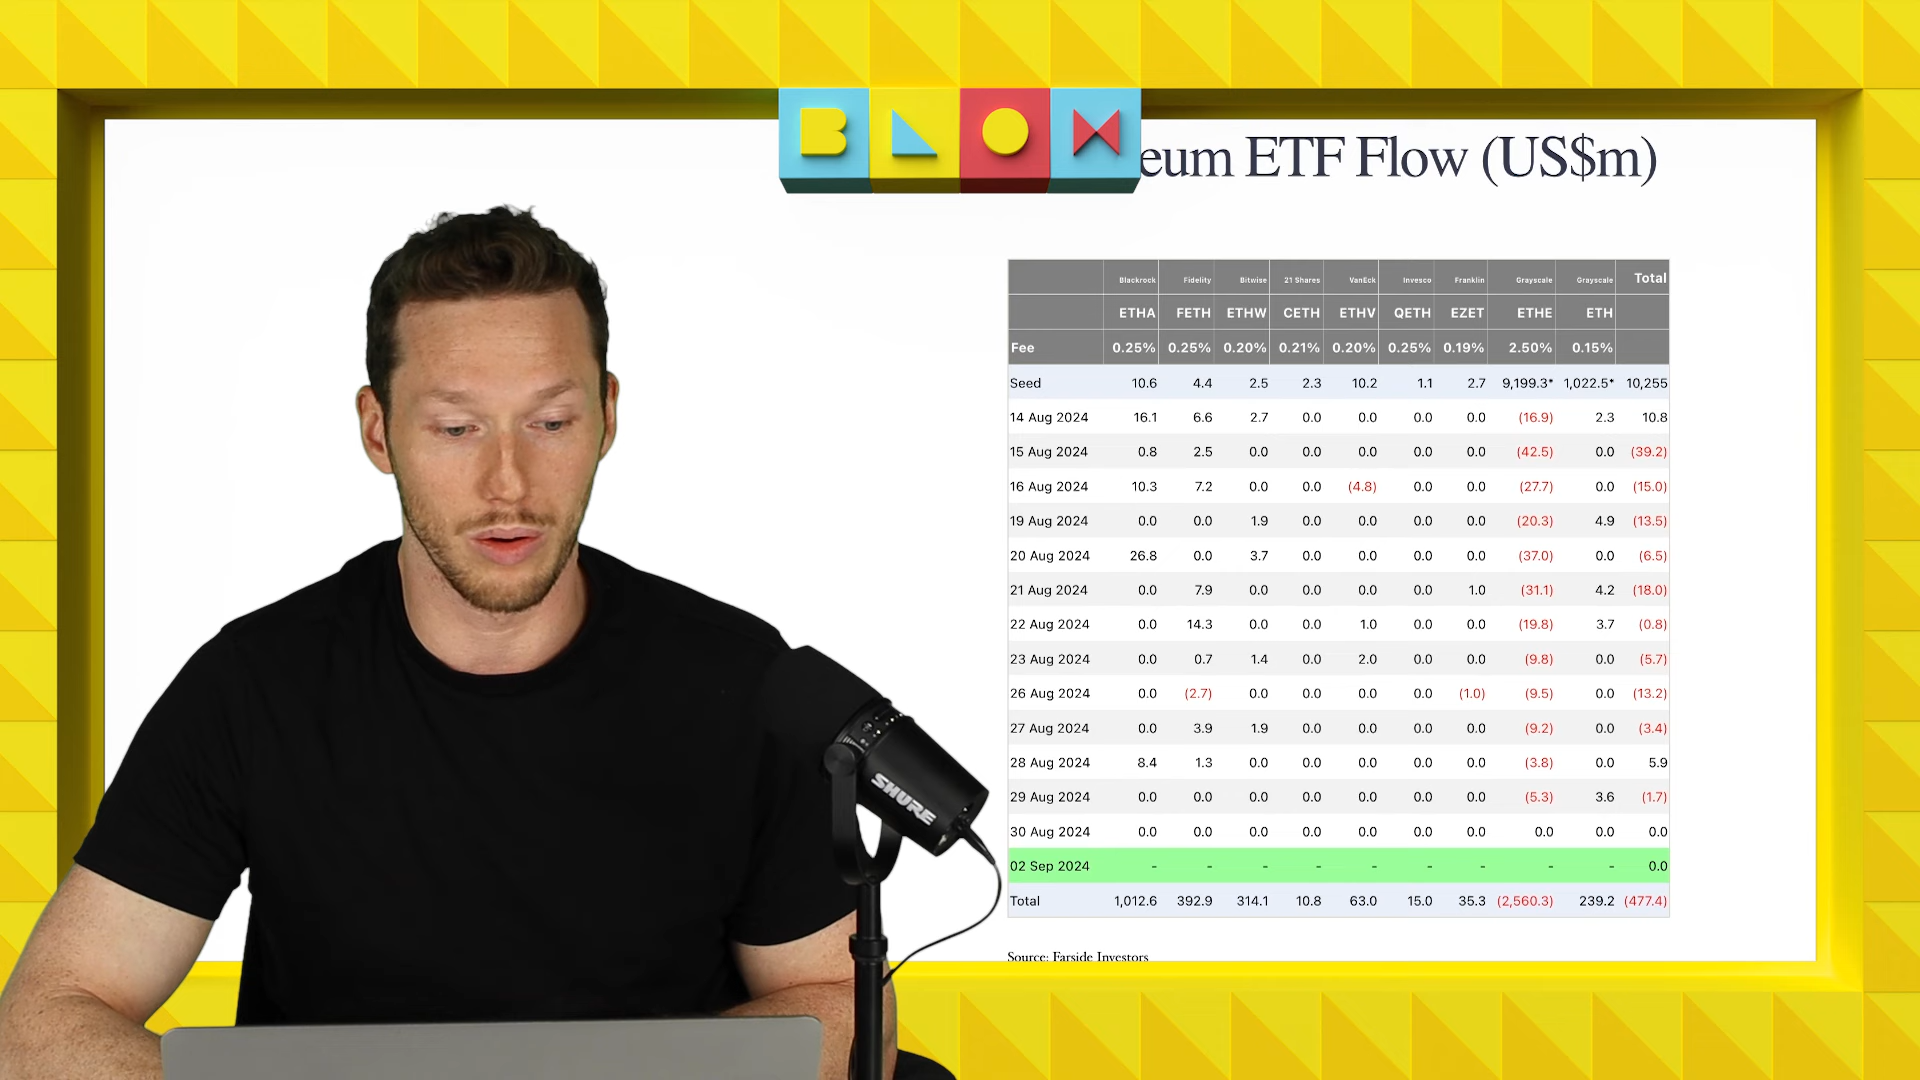 BLOM
eum ETF Flow (US$m)
Blackrock Fidelity Bitwise 21 Shares VanEck Invesco Franklin Grayscale Grayscale Total
ETHA FETH ETHW CETH ETHV QETH EZET ETHE ETH
Fee 0.25% 0.25% 0.20% 0.21% 0.20% 0.25% 0.19% 2.50% 0.15%
Seed 10.6 4.4 2.5 2.3 10.2 1.1 2.7 9,199.3* 1,022.5* 10,255
14 Aug 2024 16.1 6.6 2.7 0.0 0.0 0.0 0.0 (16.9) 2.3 10.8
15 Aug 2024 0.8 2.5 0.0 0.0 0.0 0.0 0.0 (42.5) 0.0 (39.2)
16 Aug 2024 10.3 7.2 0.0 0.0 (4.8) 0.0 0.0 (27.7) 0.0 (15.0)
19 Aug 2024 0.0 0.0 1.9 0.0 0.0 0.0 0.0 (20.3) 4.9 (13.5)
20 Aug 2024 26.8 0.0 3.7 0.0 0.0 0.0 0.0 (37.0) 0.0 (6.5)
21 Aug 2024 0.0 7.9 0.0 0.0 0.0 0.0 1.0 (31.1) 4.2 (18.0)
22 Aug 2024 0.0 14.3 0.0 0.0 1.0 0.0 0.0 (19.8) 3.7 (0.8)
23 Aug 2024 0.0 0.7 1.4 0.0 2.0 0.0 0.0 (9.8) 0.0 (5.7)
26 Aug 2024 0.0 (2.7) 0.0 0.0 0.0 0.0 (1.0) (9.5) 0.0 (13.2)
27 Aug 2024 0.0 3.9 1.9 0.0 0.0 0.0 0.0 (9.2) 0.0 (3.4)
28 Aug 2024 8.4 1.3 0.0 0.0 0.0 0.0 0.0 (3.8) 0.0 5.9
29 Aug 2024 0.0 0.0 0.0 0.0 0.0 0.0 0.0 (5.3) 3.6 (1.7)
30 Aug 2024 0.0 0.0 0.0 0.0 0.0 0.0 0.0 0.0 0.0 0.0
02 Sep 2024 - - - - - - - - - 0.0
Total 1,012.6 392.9 314.1 10.8 63.0 15.0 35.3 (2,560.3) 239.2 (477.4)
Source: Farside Investors
SHURE